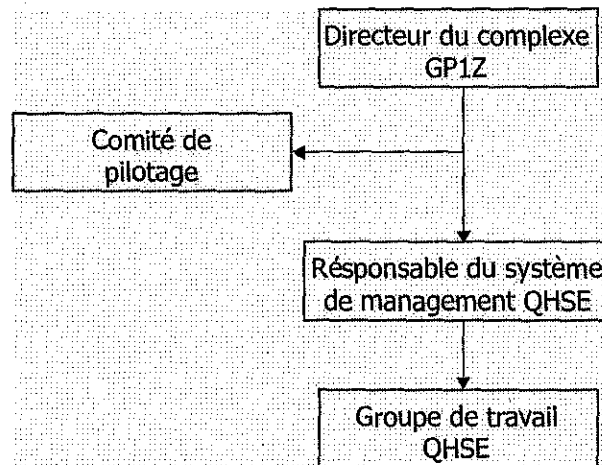 Directeur du complexe
GP1Z
Comité de
pilotage
Résponsable du système
de management QHSE
Groupe de travail
QHSE